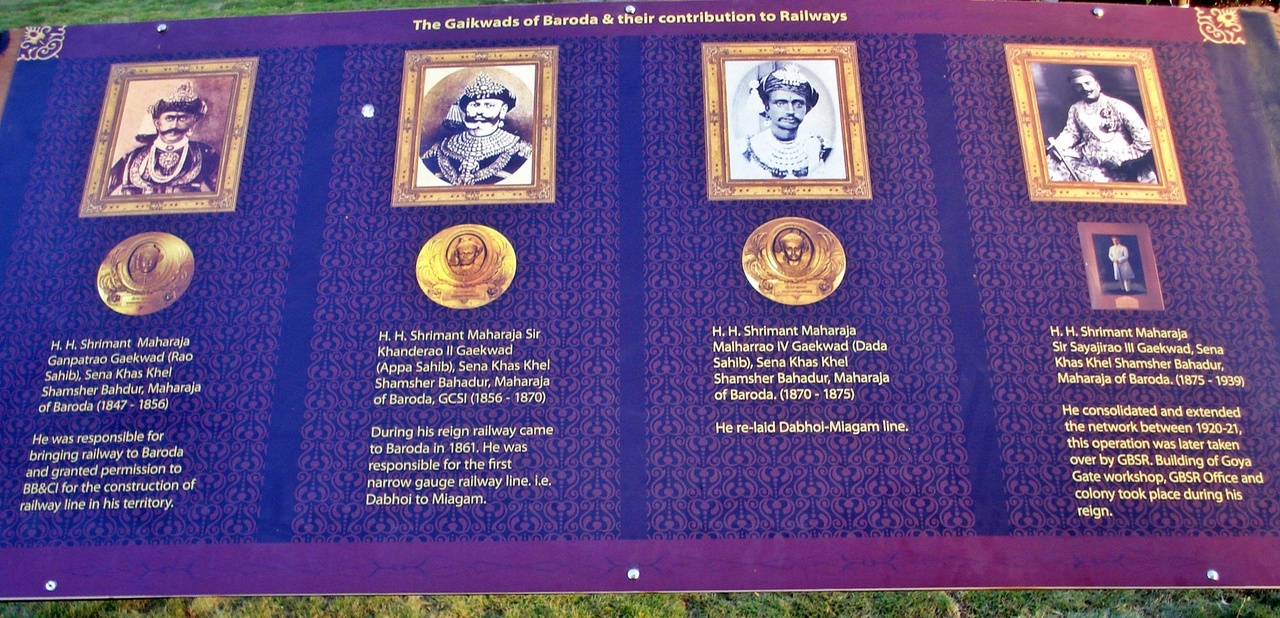 The Gaikwads of Baroda & their contribution to Railways
H. H. Shrimant Maharaja
Ganpatrao Gaekwad (Rao
Sahib), Sena Khas Khel
Shamsher Bahdur, Maharaja
of Baroda (1847 - 1856)
He was responsible for
bringing railway to Baroda
and granted permission to
BB&CI for the construction of
railway line in his territory.
H. H. Shrimant Maharaja Sir
Khanderao II Gaekwad
(Appa Sahib), Sena Khas Khel
Shamsher Bahadur, Maharaja
of Baroda, GCSI (1856 - 1870)
During his reign railway came
to Baroda in 1861. He was
responsible for the first
narrow gauge railway line. i.e.
Dabhoi to Miagam.
H. H. Shrimant Maharaja
Malharrao IV Gaekwad (Dada
Sahib), Sena Khas Khel
Shamsher Bahadur, Maharaja
of Baroda. (1870 - 1875)
He re-laid Dabhoi-Miagam line.
H. H. Shrimant Maharaja
Sir Sayajirao III Gaekwad, Sena
Khas Khel Shamsher Bahadur,
Maharaja of Baroda. (1875 - 1939)
He consolidated and extended
the network between 1920-21,
this operation was later taken
over by GBSR. Building of Goya
Gate workshop, GBSR Office and
colony took place during his
reign.